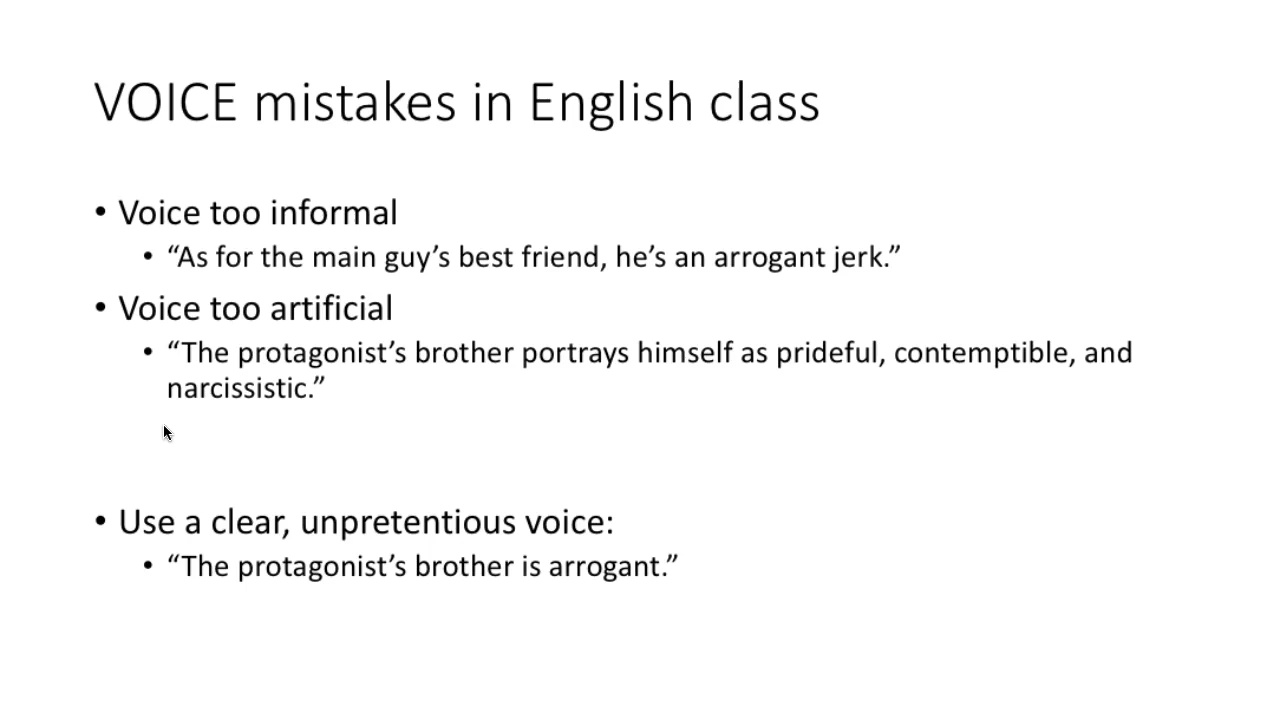 VOICE mistakes in English class
• Voice too informal
• “As for the main guy’s best friend, he’s an arrogant jerk.”
• Voice too artificial
• “The protagonist’s brother portrays himself as prideful, contemptible, and
narcissistic.”
• Use a clear, unpretentious voice:
• “The protagonist’s brother is arrogant.”